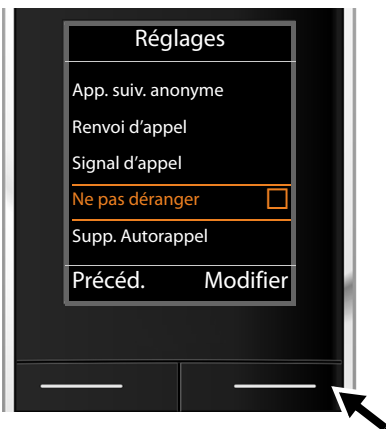 Réglages
App. suiv. anonyme
Renvoi d’appel
Signal d’appel
Ne pas déranger
Supp. Autorappel
Précéd. Modifier